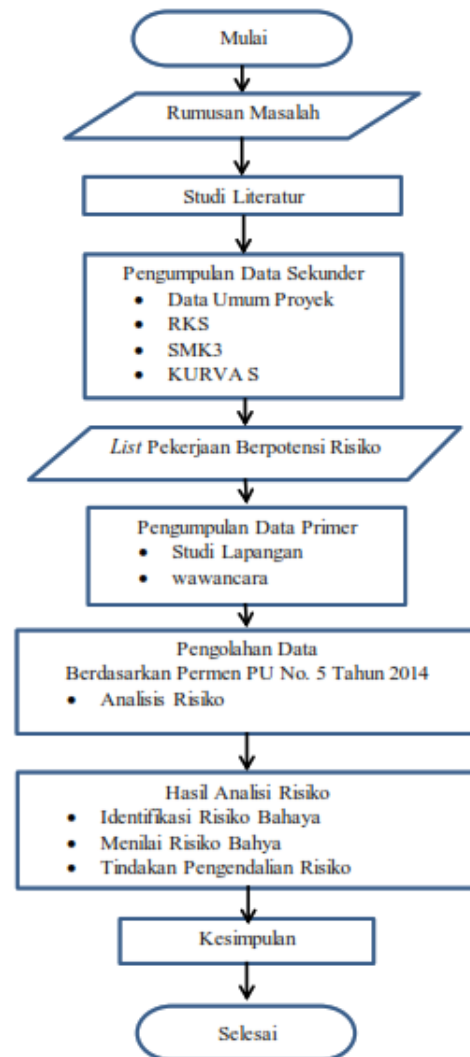 Mulai
Rumusan Masalah
Studi Literatur
Pengumpulan Data Sekunder
• Data Umum Proyek
• RKS
• SMK3
• KURVA S
List Pekerjaan Berpotensi Risiko
Pengumpulan Data Primer
• Studi Lapangan
• wawancara
Pengolahan Data
Berdasarkan Permen PU No. 5 Tahun 2014
• Analisis Risiko
Hasil Analisi Risiko
• Identifikasi Risiko Bahaya
• Menilai Risiko Bahya
• Tindakan Pengendalian Risiko
Kesimpulan
Selesai